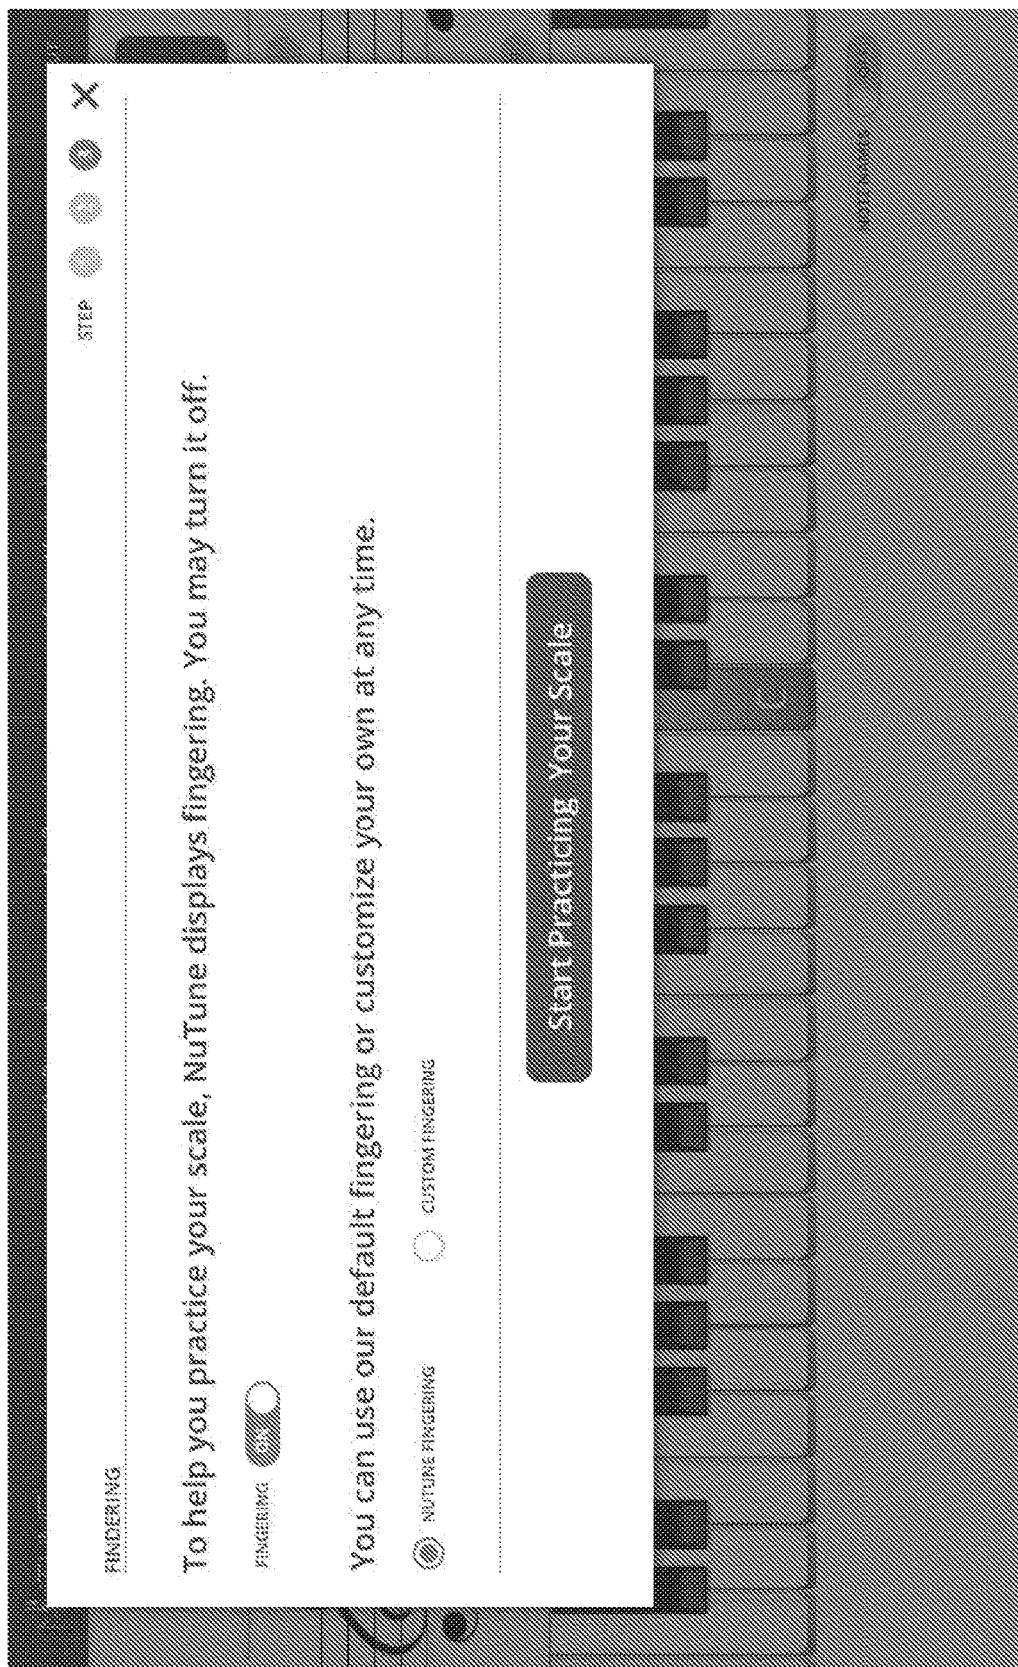 FINDERING
STEP
To help you practice your scale, NuTune displays fingering. You may turn it off.
FINGERING ON
You can use our default fingering or customize your own at any time.
NUTUNE FINGERING CUSTOM FINGERING
Start Practicing Your Scale